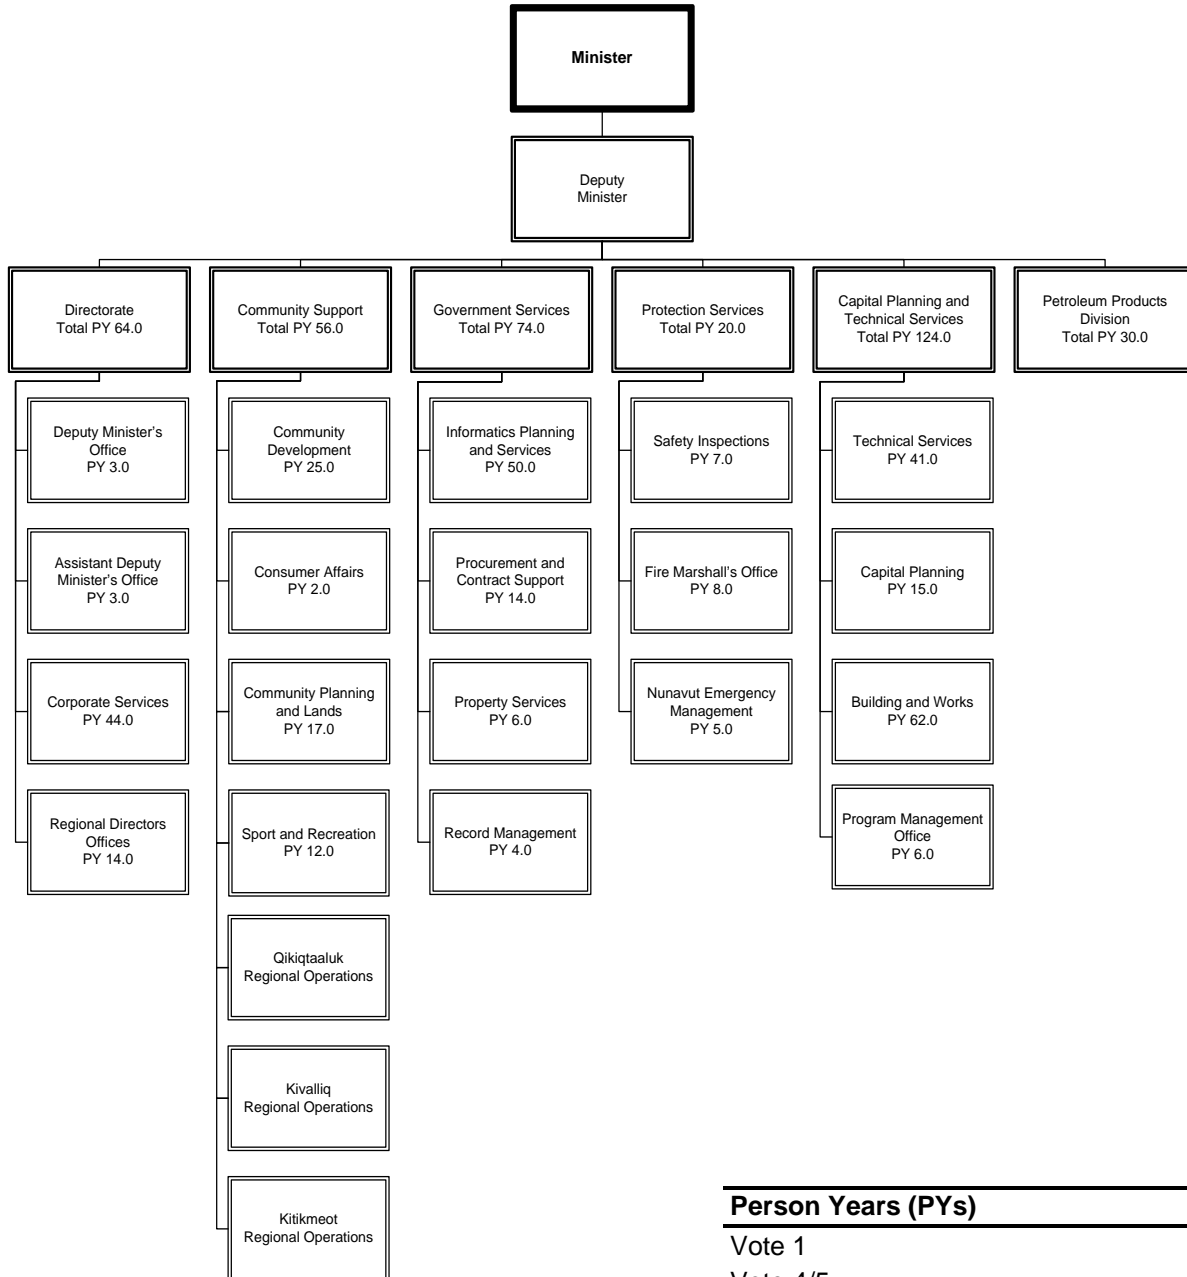 Minister
Deputy
Minister
Directorate
Total PY 64.0
Community Support
Total PY 56.0
Government Services
Total PY 74.0
Protection Services
Total PY 20.0
Capital Planning and
Technical Services
Total PY 124.0
Petroleum Products
Division
Total PY 30.0
Deputy Minister's
Office
PY 3.0
Assistant Deputy
Minister's Office
PY 3.0
Corporate Services
PY 44.0
Regional Directors
Offices
PY 14.0
Community
Development
PY 25.0
Consumer Affairs
PY 2.0
Community Planning
and Lands
PY 17.0
Sport and Recreation
PY 12.0
Qikiqtaaluk
Regional Operations
Kivalliq
Regional Operations
Kitikmeot
Regional Operations
Informatics Planning
and Services
PY 50.0
Procurement and
Contract Support
PY 14.0
Property Services
PY 6.0
Record Management
PY 4.0
Safety Inspections
PY 7.0
Fire Marshall's Office
PY 8.0
Nunavut Emergency
Management
PY 5.0
Technical Services
PY 41.0
Capital Planning
PY 15.0
Building and Works
PY 62.0
Program Management
Office
PY 6.0
Person Years (PYs)
Vote 1
Vote 4/5